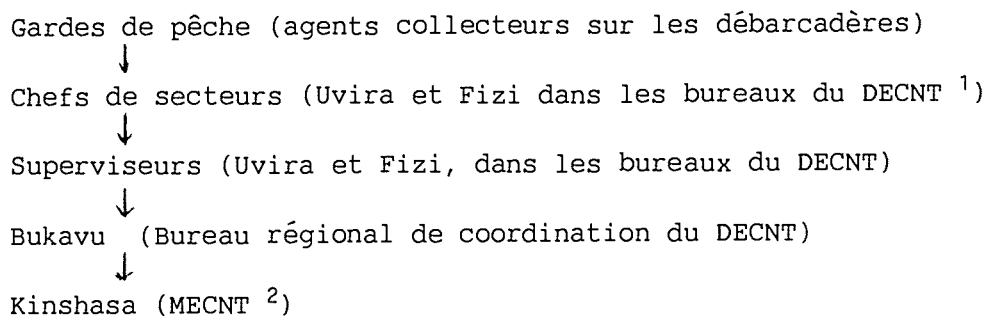 Gardes de pêche (agents collecteurs sur les débarcadères)
↓
Chefs de secteurs (Uvira et Fizi dans les bureaux du DECNT ¹)
↓
Superviseurs (Uvira et Fizi, dans les bureaux du DECNT)
↓
Bukavu (Bureau régional de coordination du DECNT)
↓
Kinshasa (MECNT ²)